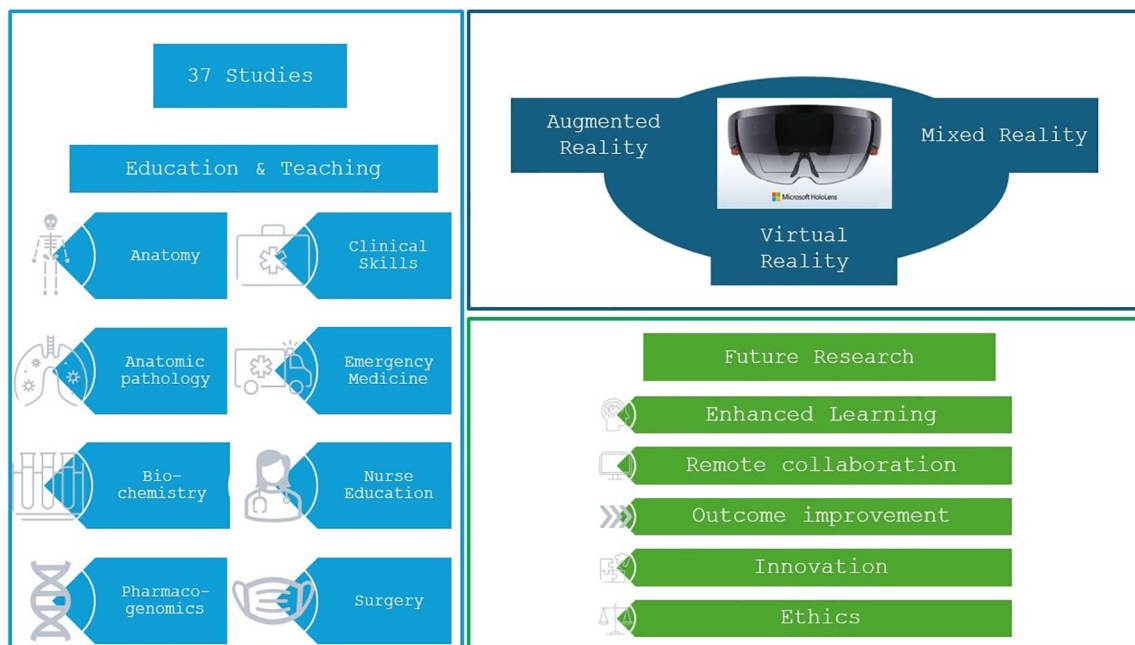 37 Studies
Education & Teaching
Anatomy
Clinical
Skills
Anatomic
pathology
Emergency
Medicine
Bio-
chemistry
Nurse
Education
Pharmaco-
genomics
Surgery
Augmented
Reality
Mixed Reality
Microsoft HoloLens
Virtual
Reality
Future Research
Enhanced Learning
Remote collaboration
Outcome improvement
Innovation
Ethics